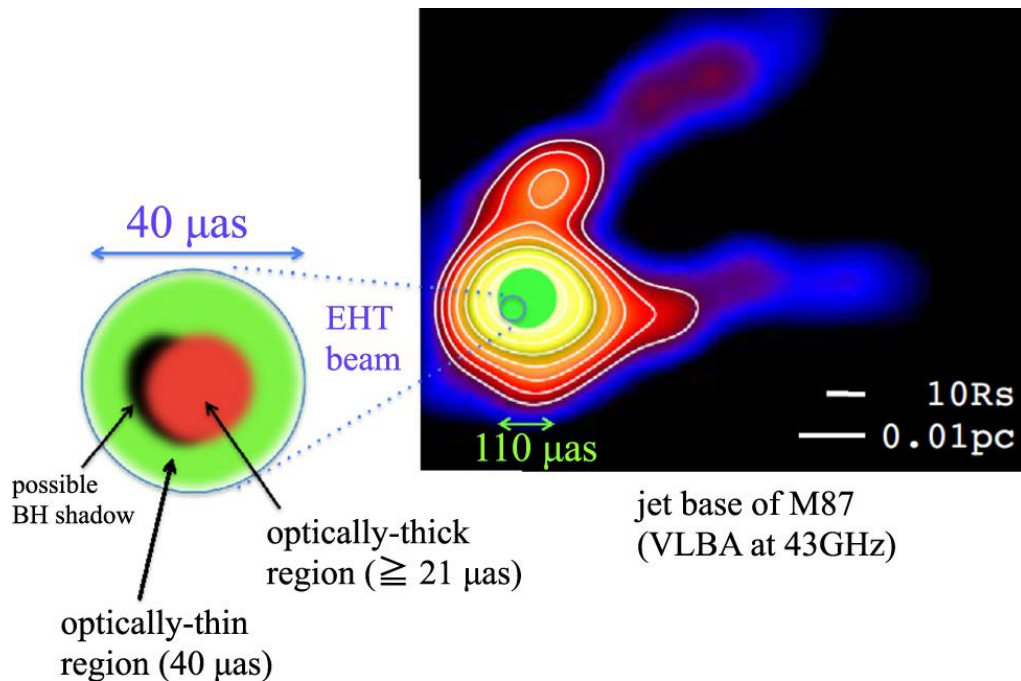 40 μas
EHT
beam
possible
BH shadow
optically-thick
region (≧ 21 μas)
optically-thin
region (40 μas)
110 μas
10Rs
0.01pc
jet base of M87
(VLBA at 43GHz)